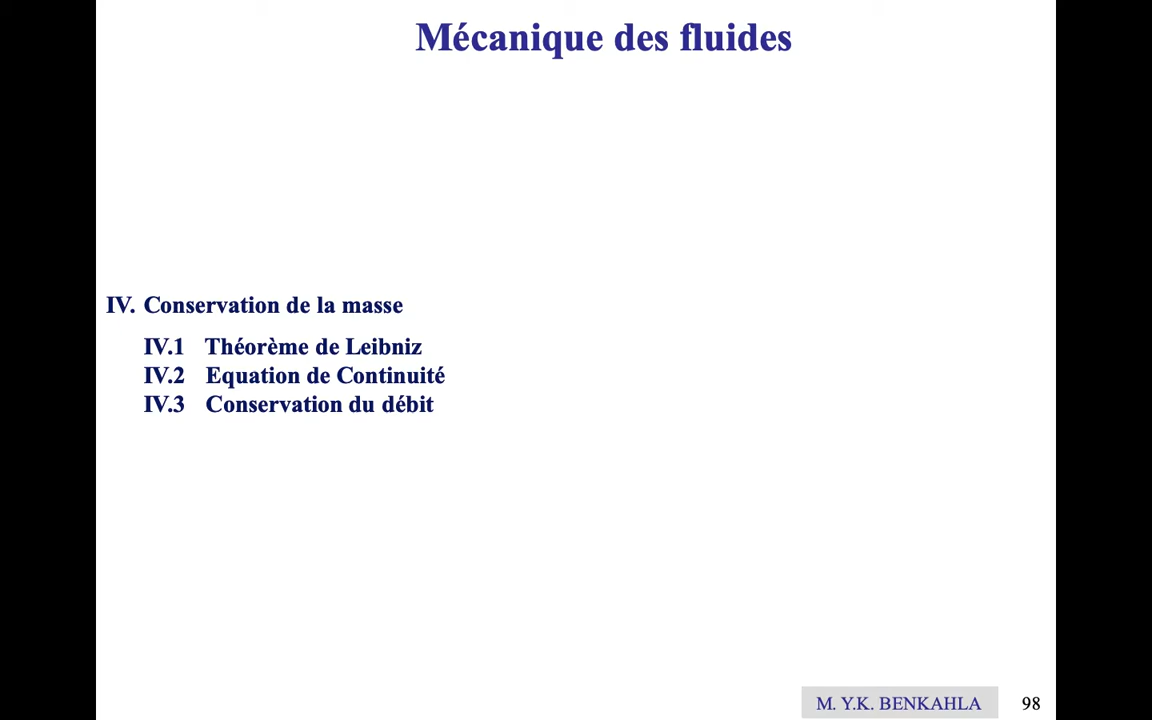 Mécanique des fluides
IV. Conservation de la masse
IV.1 Théorème de Leibniz
IV.2 Equation de Continuité
IV.3 Conservation du débit
M. Y.K. BENKAHLA 98